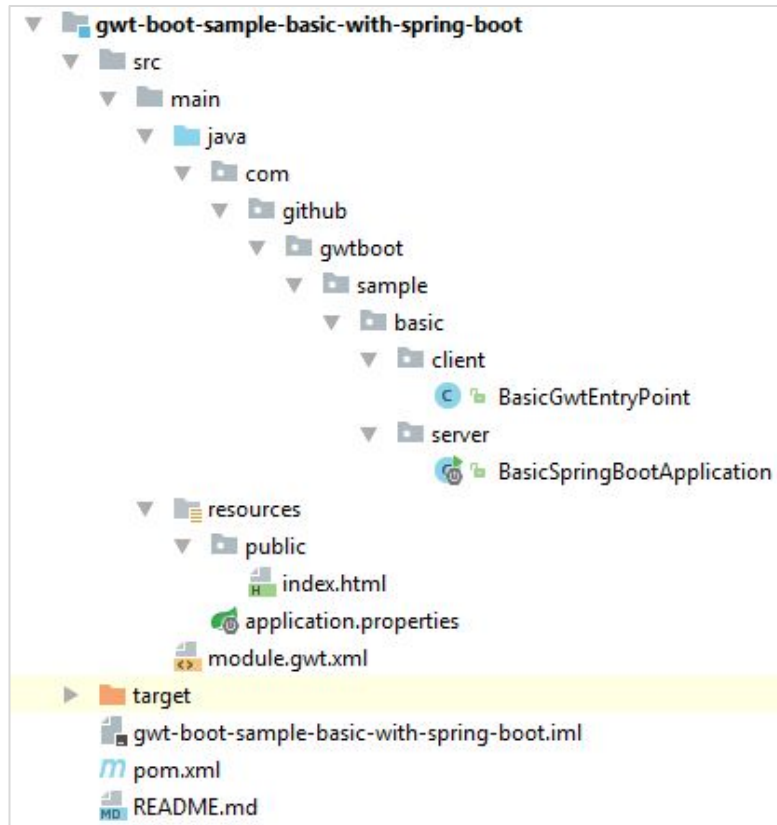 gwt-boot-sample-basic-with-spring-boot
src
main
java
com
github
gwtboot
sample
basic
client
C BasicGwtEntryPoint
server
C BasicSpringBootApplication
resources
public
H index.html
application.properties
<> module.gwt.xml
target
gwt-boot-sample-basic-with-spring-boot.iml
m pom.xml
MD README.md